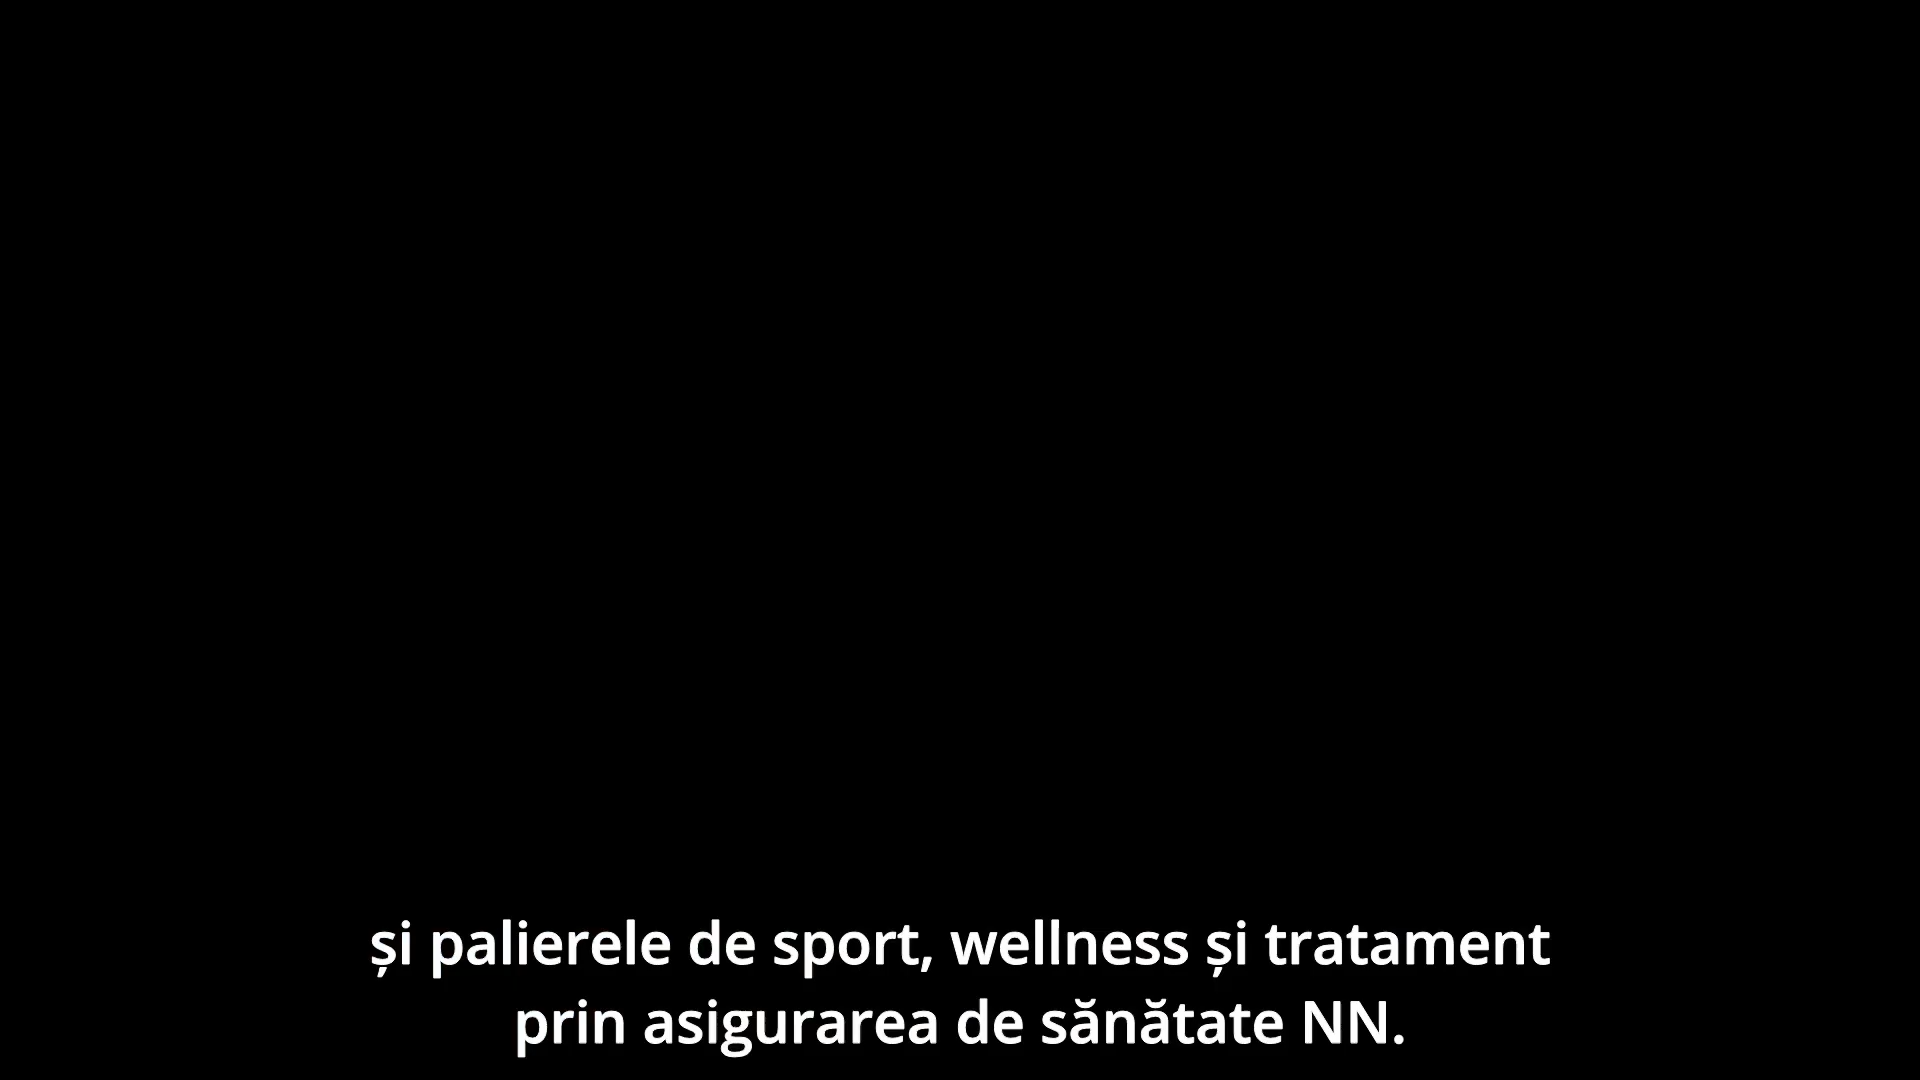 și palierele de sport, wellness și tratament
prin asigurarea de sănătate NN.